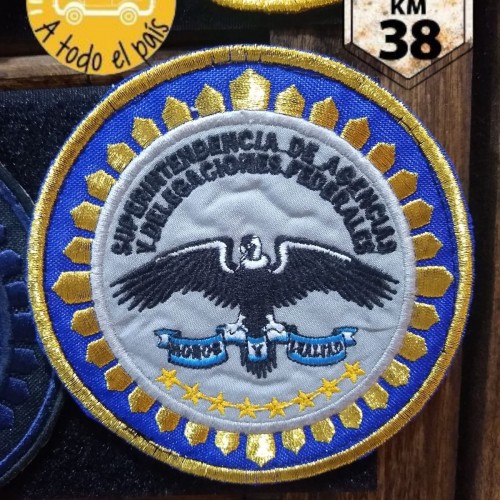 A todo el país
KM
38
SUPERINTENDENCIA DE AGENCIAS
Y DELEGACIONES FEDERALES
HONOR Y LEALTAD